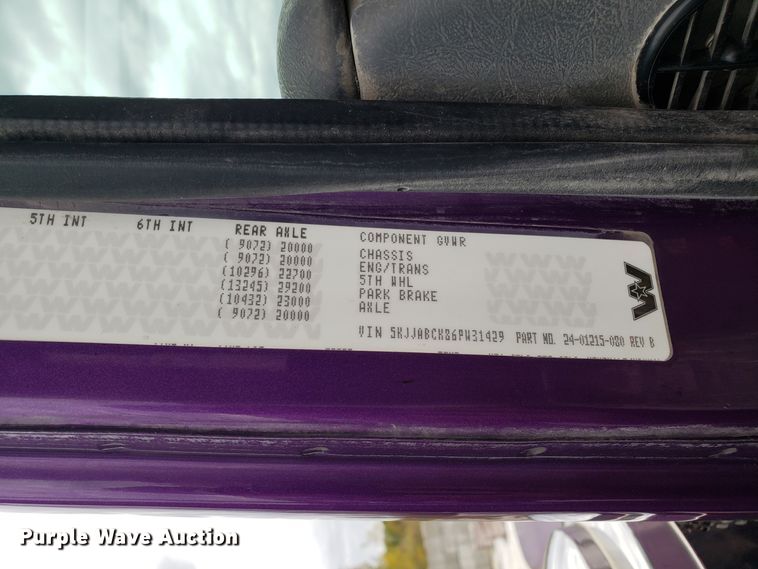 5TH INT 6TH INT REAR AXLE COMPONENT GVWR
( 9072) 20000 CHASSIS
( 9072) 20000 ENG/TRANS
(10296) 22700 5TH WHL
(13245) 29200 PARK BRAKE
(10432) 23000 AXLE
( 9072) 20000
VIN 5KJJABCK86PW31429 PART NO. 24-01215-080 REV B
Purple Wave Auction